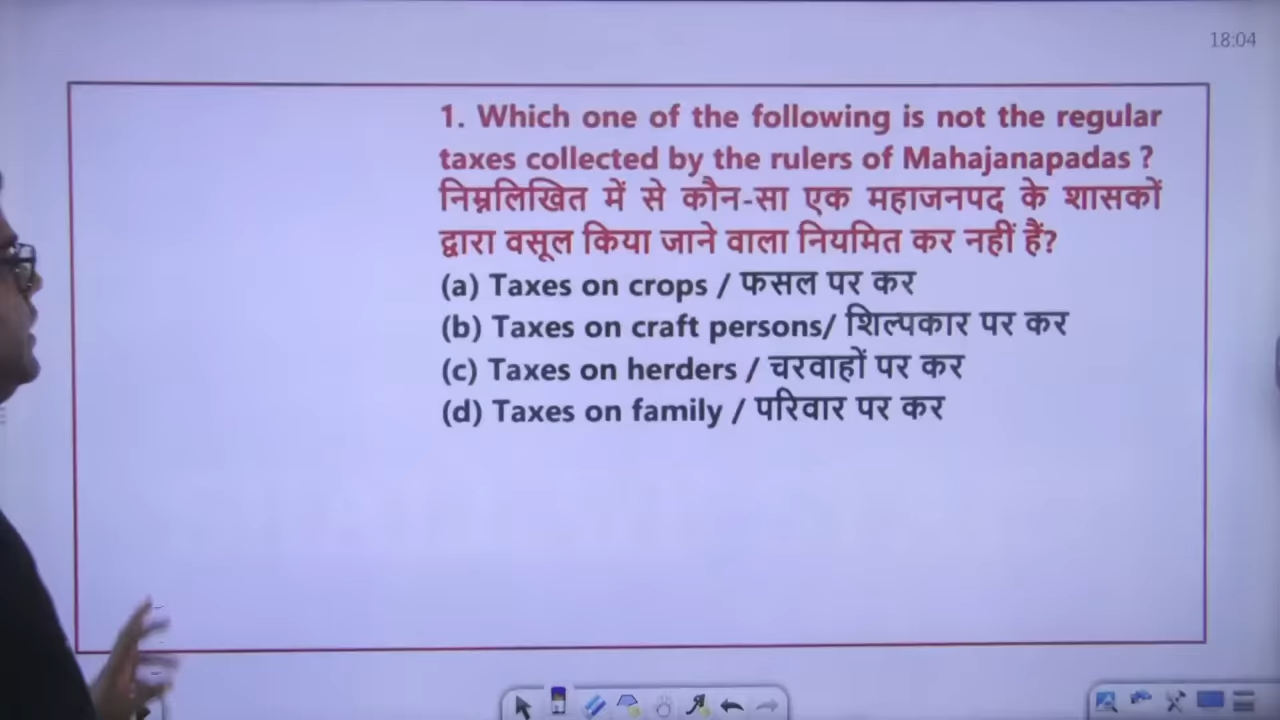 18:04
1. Which one of the following is not the regular
taxes collected by the rulers of Mahajanapadas ?
निम्नलिखित में से कौन-सा एक महाजनपद के शासकों
द्वारा वसूल किया जाने वाला नियमित कर नहीं हैं?
(a) Taxes on crops / फसल पर कर
(b) Taxes on craft persons/ शिल्पकार पर कर
(c) Taxes on herders / चरवाहों पर कर
(d) Taxes on family / परिवार पर कर